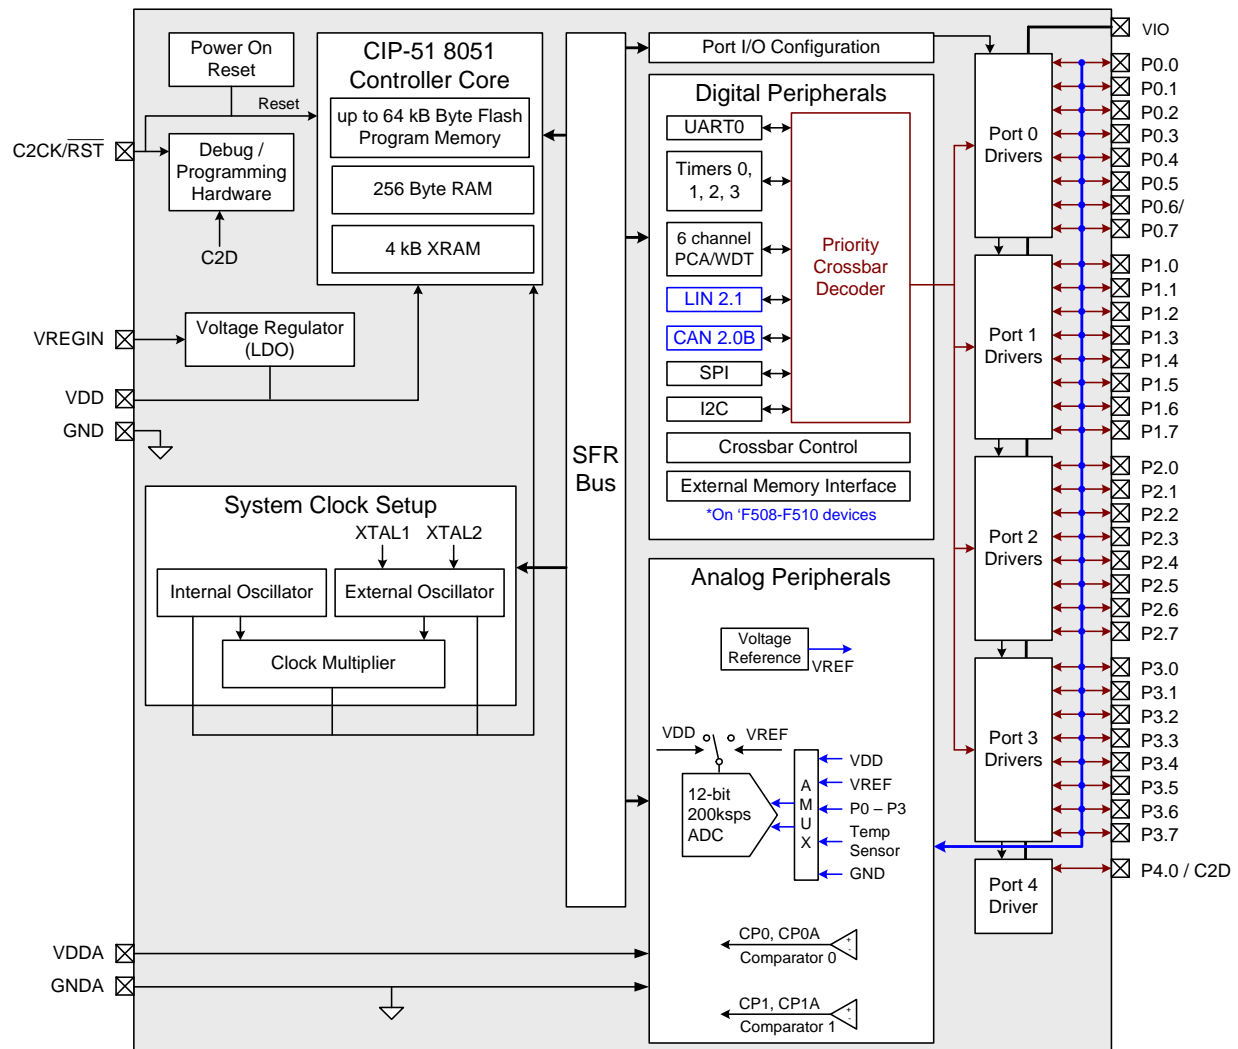 Power On
Reset
Reset
C2CK/RST
Debug /
Programming
Hardware
C2D
CIP-51 8051
Controller Core
up to 64 kB Byte Flash
Program Memory
256 Byte RAM
4 kB XRAM
VREGIN
Voltage Regulator
(LDO)
VDD
GND
System Clock Setup
XTAL1 XTAL2
Internal Oscillator
External Oscillator
Clock Multiplier
VDDA
GNDA
SFR
Bus
Port I/O Configuration
Digital Peripherals
UART0
Timers 0,
1, 2, 3
6 channel
PCA/WDT
LIN 2.1
CAN 2.0B
SPI
I2C
Priority
Crossbar
Decoder
Crossbar Control
External Memory Interface
*On ‘F508-F510 devices
Analog Peripherals
Voltage
Reference
VREF
VDD
VREF
12-bit
200ksps
ADC
A
M
U
X
VDD
VREF
P0 – P3
Temp
Sensor
GND
CP0, CP0A
+
-
Comparator 0
CP1, CP1A
+
-
Comparator 1
Port 0
Drivers
Port 1
Drivers
Port 2
Drivers
Port 3
Drivers
Port 4
Driver
VIO
P0.0
P0.1
P0.2
P0.3
P0.4
P0.5
P0.6/
P0.7
P1.0
P1.1
P1.2
P1.3
P1.4
P1.5
P1.6
P1.7
P2.0
P2.1
P2.2
P2.3
P2.4
P2.5
P2.6
P2.7
P3.0
P3.1
P3.2
P3.3
P3.4
P3.5
P3.6
P3.7
P4.0 / C2D